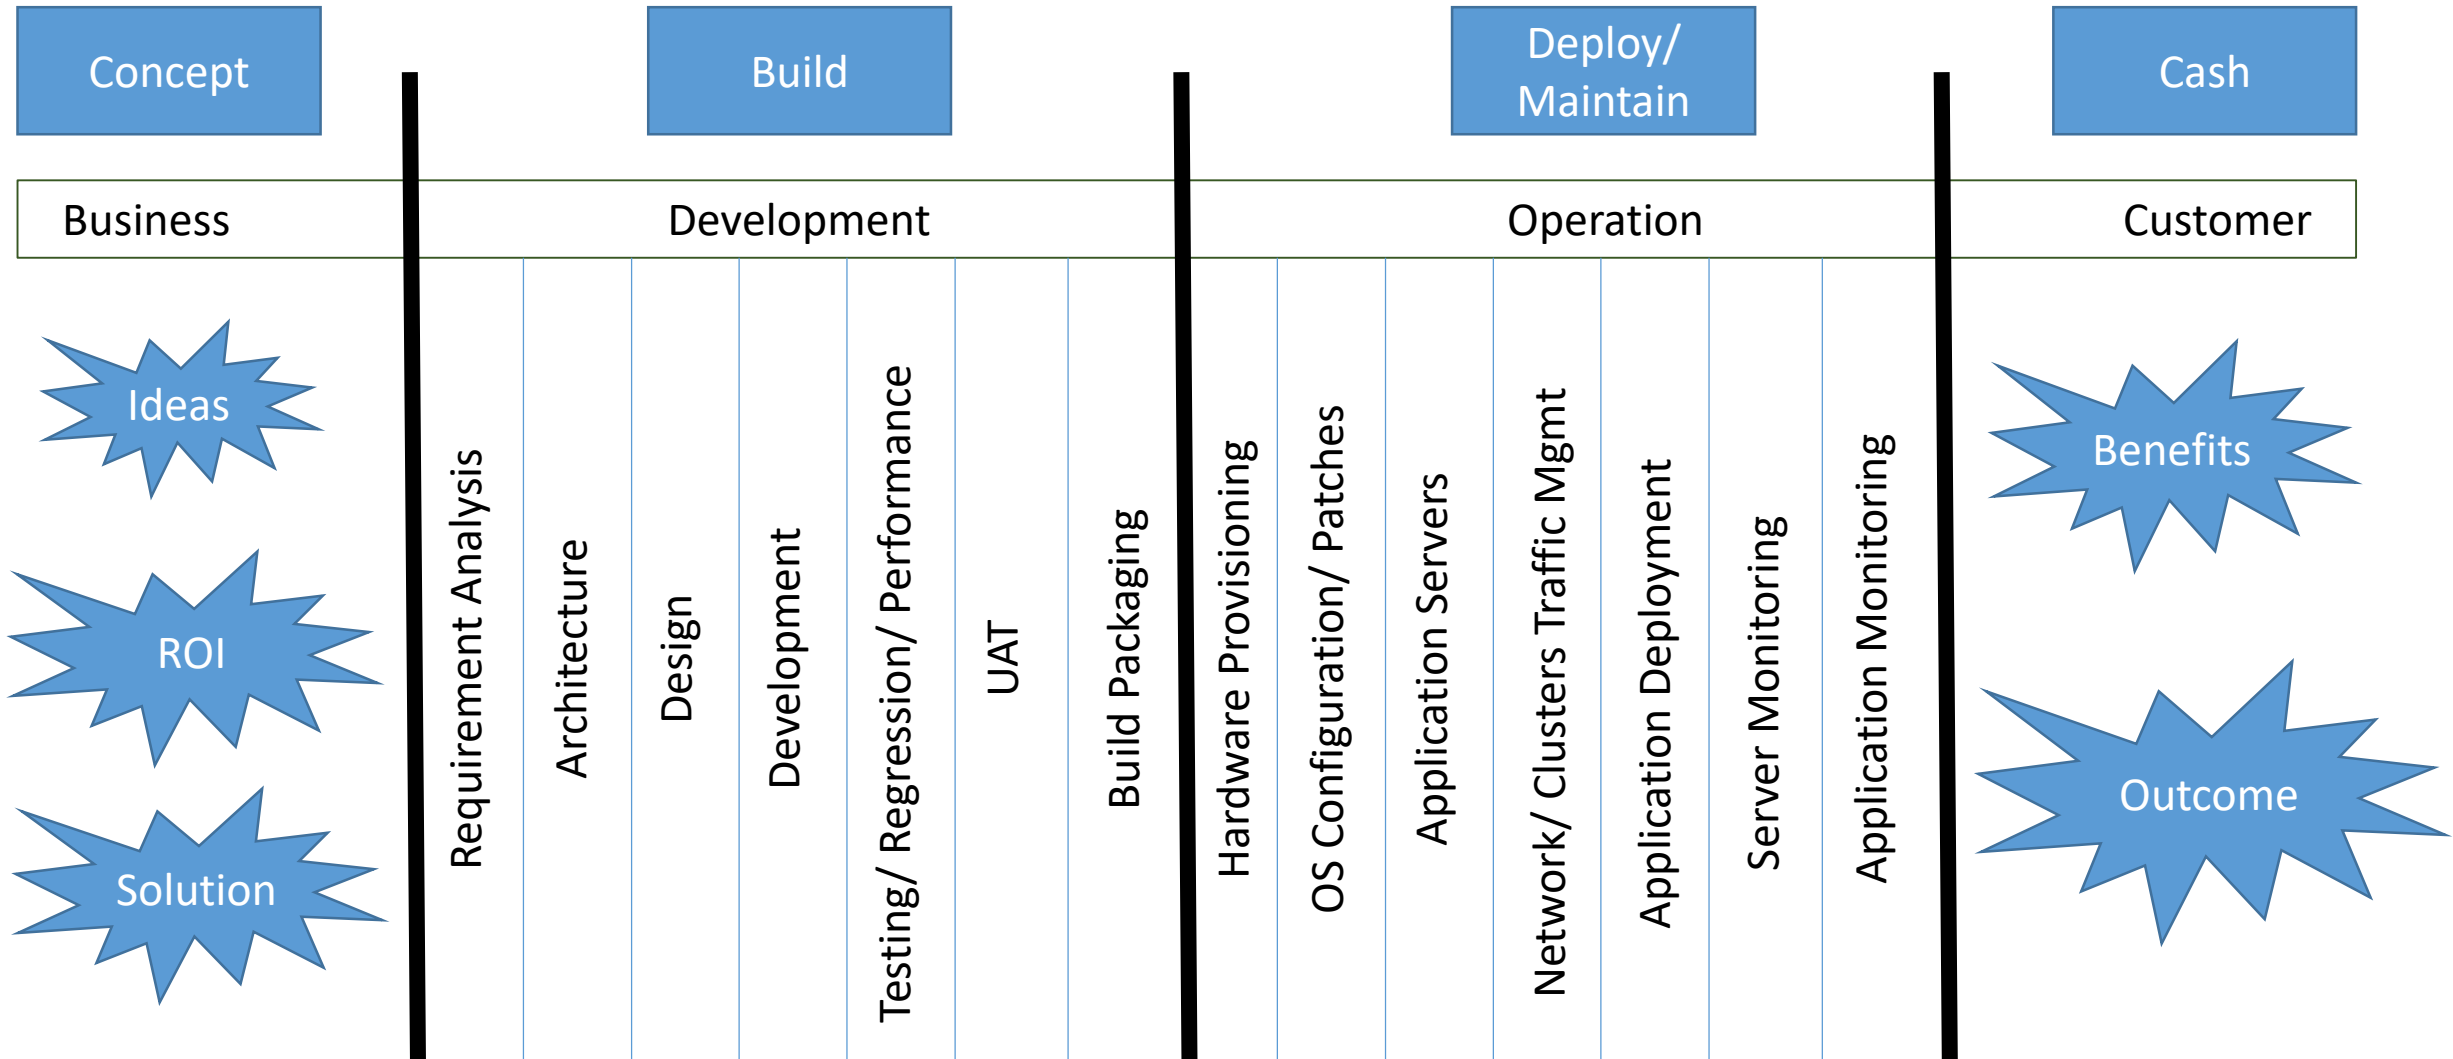 Concept
Build
Deploy/
Maintain
Cash
Business
Development
Operation
Customer
Ideas
ROI
Solution
Requirement Analysis
Architecture
Design
Development
Testing/ Regression/ Performance
UAT
Build Packaging
Hardware Provisioning
OS Configuration/ Patches
Application Servers
Network/ Clusters Traffic Mgmt
Application Deployment
Server Monitoring
Application Monitoring
Benefits
Outcome